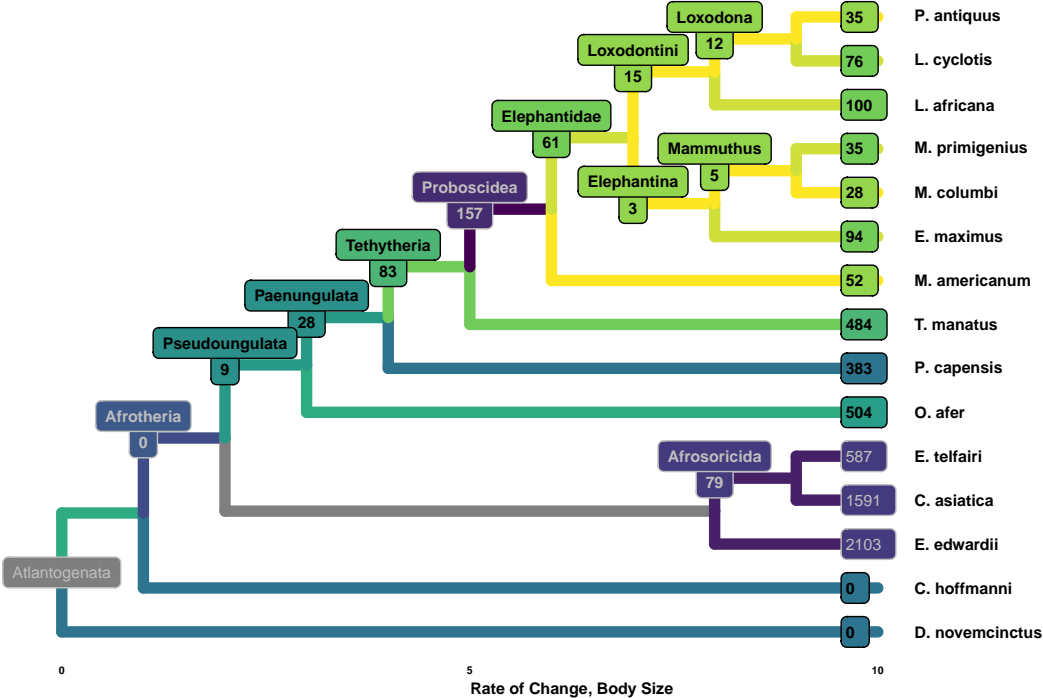 Loxodona
35
P. antiquus
12
Loxodontini
76
L. cyclotis
15
100
L. africana
Elephantidae
61
Mammuthus
35
M. primigenius
5
Elephantina
28
M. columbi
3
Proboscidea
157
94
E. maximus
Tethytheria
83
52
M. americanum
Paenungulata
28
484
T. manatus
Pseudoungulata
9
383
P. capensis
Afrotheria
0
504
O. afer
Afrosoricida
79
587
E. telfairi
1591
C. asiatica
2103
E. edwardii
Atlantogenata
0
C. hoffmanni
0
D. novemcinctus
0 5 10
Rate of Change, Body Size